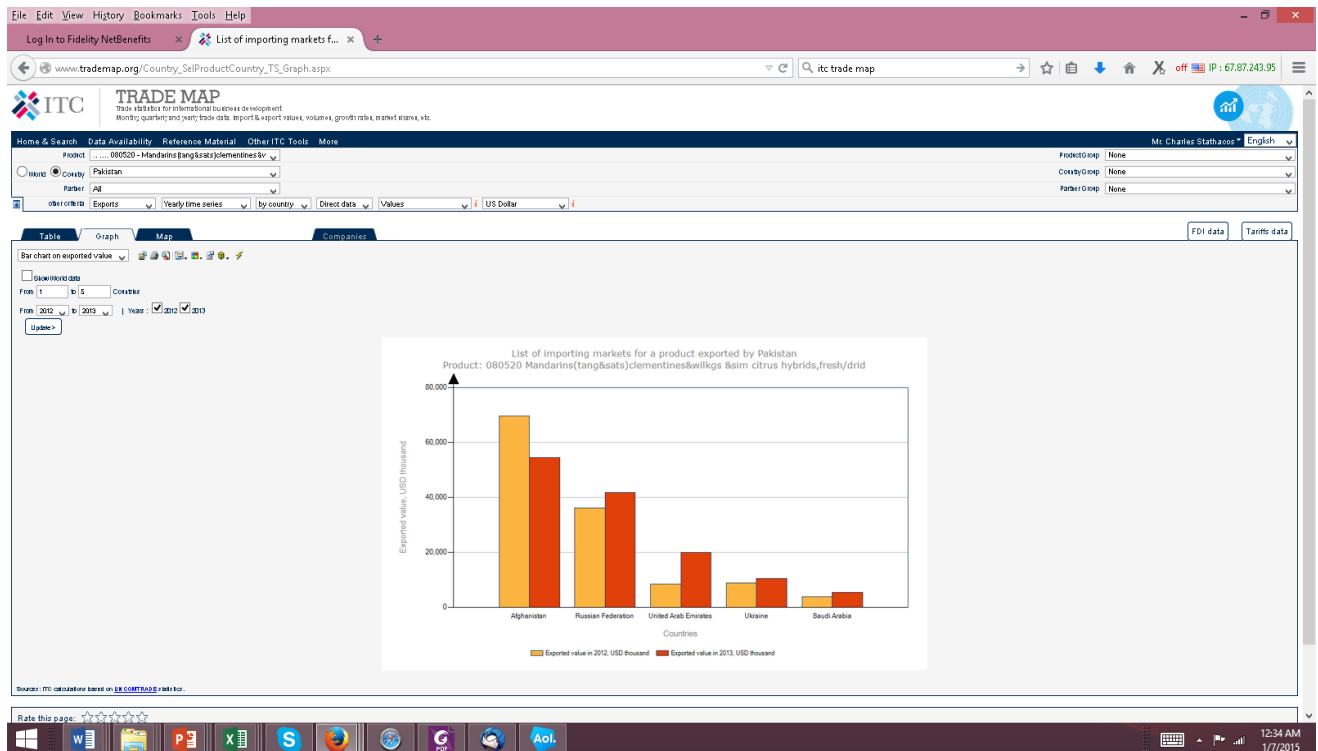 File Edit View History Bookmarks Tools Help
Log In to Fidelity NetBenefits × List of importing markets f... × +
www.trademap.org/Country_SelProductCountry_TS_Graph.aspx itc trade map off IP : 67.87.243.95
ITC TRADE MAP
Trade statistics for international business development
Monthly, quarterly and yearly trade data. Import & export values, volumes, growth rates, market shares, etc.
Home & Search Data Availability Reference Material Other ITC Tools More Mr. Charles Stathacos English
Product ... .... 080520 - Mandarins(tang&sats)clementines&v Product Group None
World Country Pakistan Country Group None
Partner All Partner Group None
other criteria Exports Yearly time series by country Direct data Values i US Dollar i
Table Graph Map Companies FDI data Tariffs data
Bar chart on exported value
Show World data
From 1 to 5 Countries
From 2012 to 2013 | Years : 2012 2013
Update >
List of importing markets for a product exported by Pakistan
Product: 080520 Mandarins(tang&sats)clementines&wilkgs &sim citrus hybrids,fresh/drid
80,000
60,000
40,000
20,000
0
Exported value, USD thousand
Afghanistan Russian Federation United Arab Emirates Ukraine Saudi Arabia
Countries
Exported value in 2012, USD thousand Exported value in 2013, USD thousand
Sources: ITC calculations based on UN COMTRADE statistics.
Rate this page:
W P X S G PDF Aol.
12:34 AM
1/7/2015